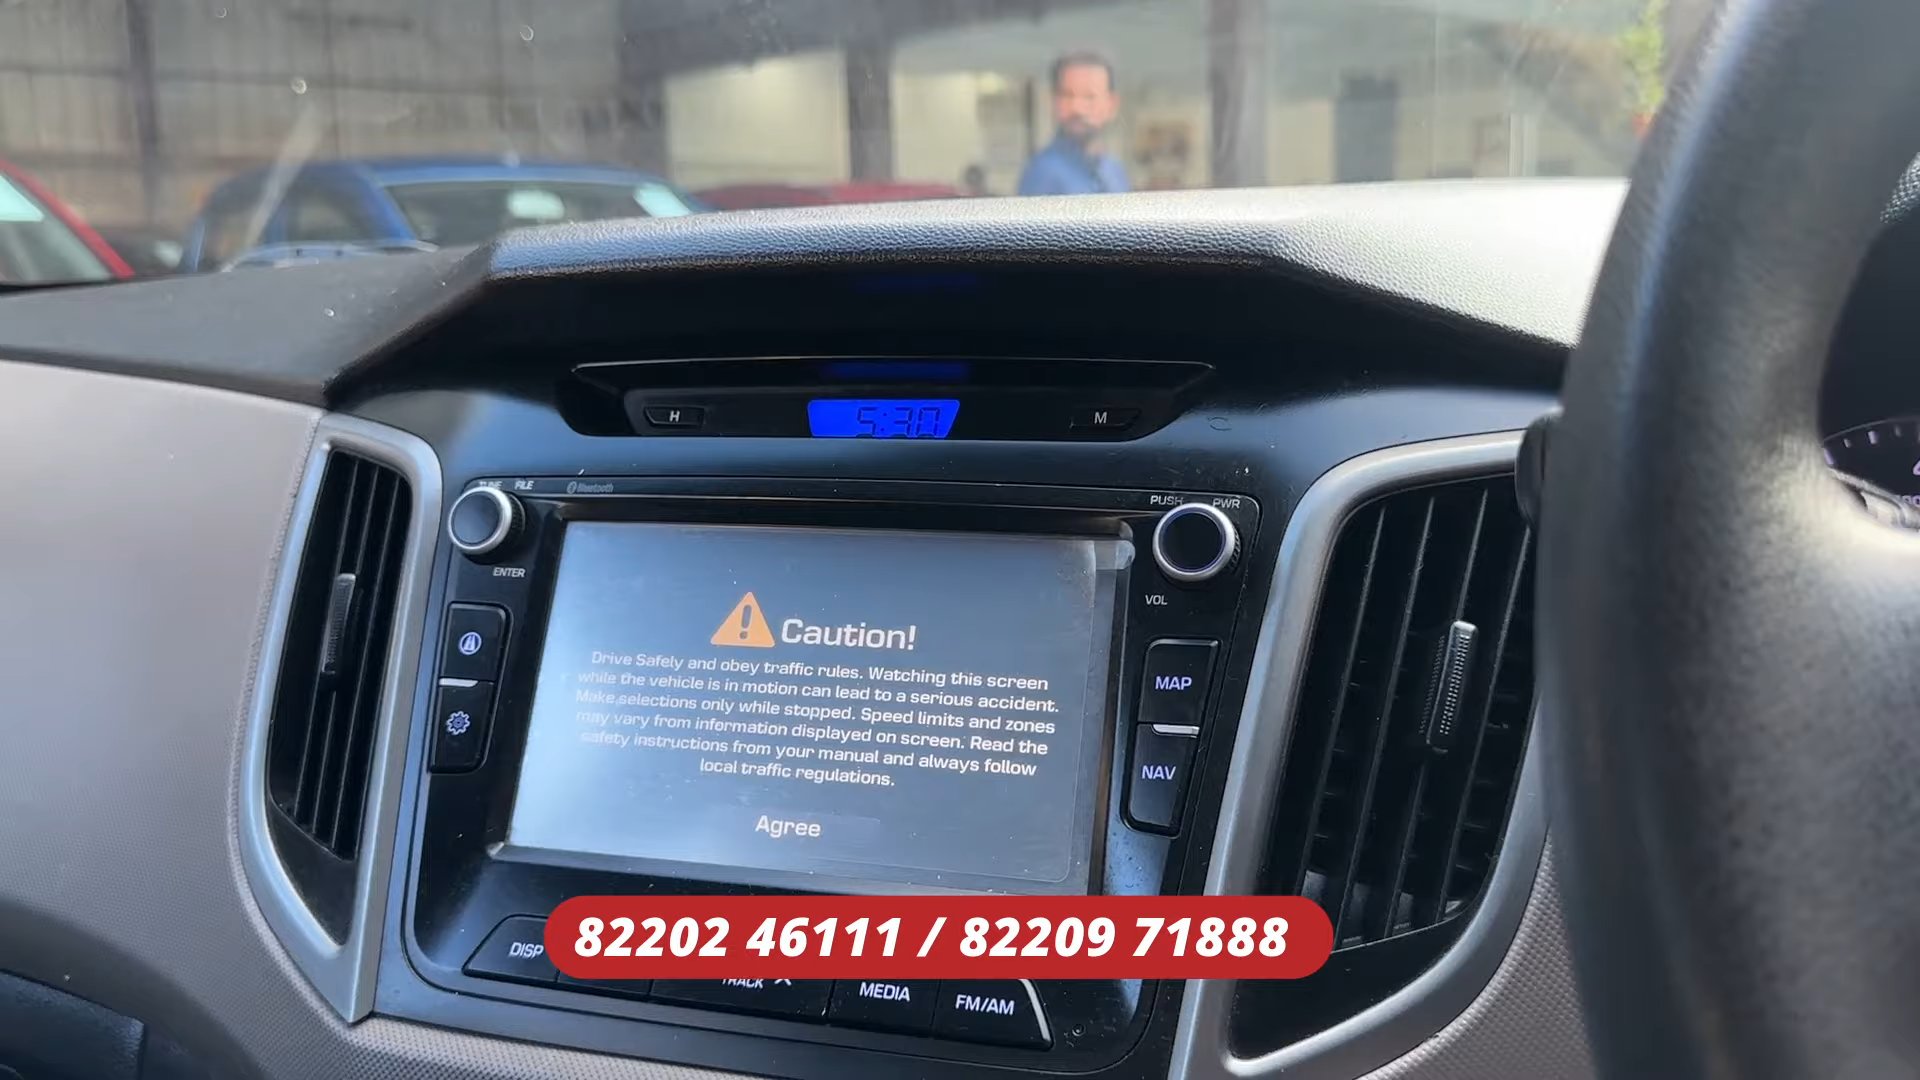 H
5:30
M
TUNE FILE
Bluetooth
PUSH PWR
ENTER
VOL
Caution!
Drive Safely and obey traffic rules. Watching this screen
while the vehicle is in motion can lead to a serious accident.
Make selections only while stopped. Speed limits and zones
may vary from information displayed on screen. Read the
safety instructions from your manual and always follow
local traffic regulations.
Agree
MAP
NAV
82202 46111 / 82209 71888
DISP
TRACK
MEDIA
FM/AM